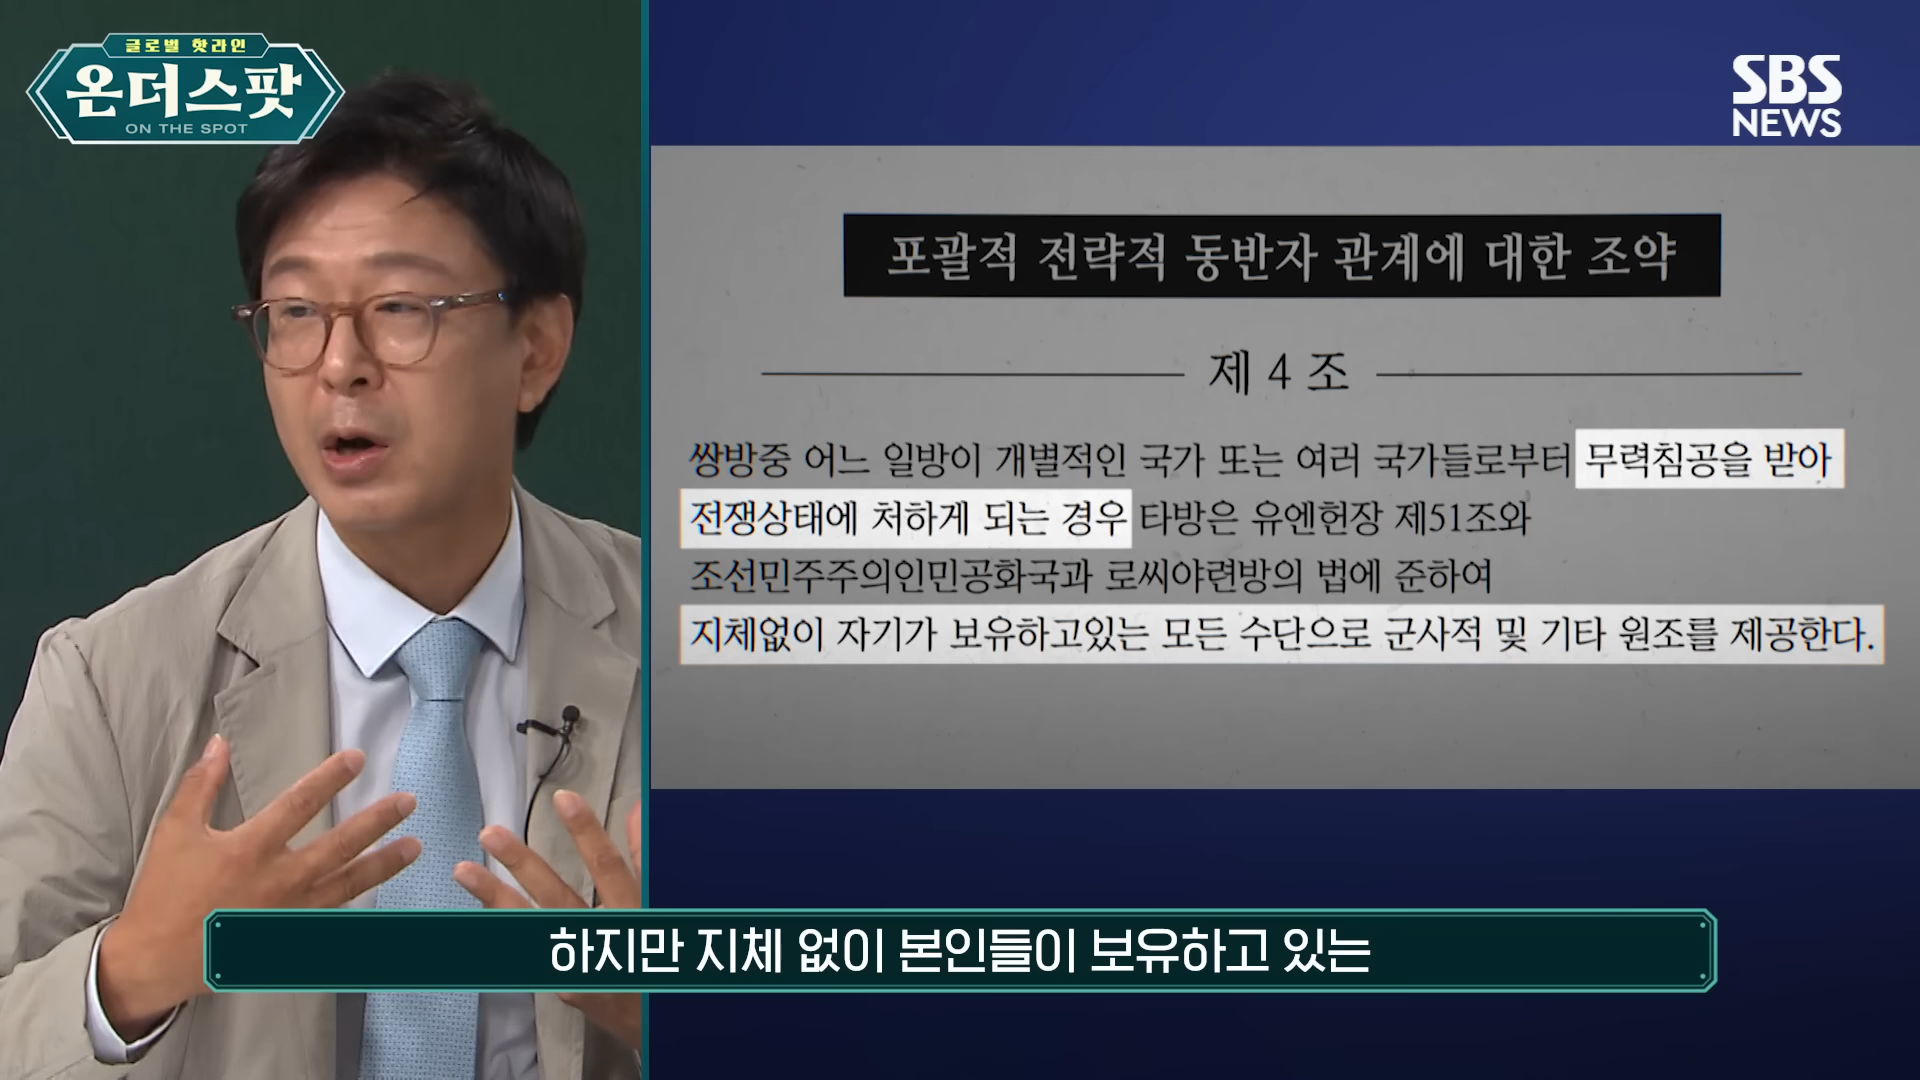 글로벌 핫라인
온더스팟
ON THE SPOT
SBS
NEWS
포괄적 전략적 동반자 관계에 대한 조약
제 4 조
쌍방중 어느 일방이 개별적인 국가 또는 여러 국가들로부터 무력침공을 받아
전쟁상태에 처하게 되는 경우 타방은 유엔헌장 제51조와
조선민주주의인민공화국과 로씨야련방의 법에 준하여
지체없이 자기가 보유하고있는 모든 수단으로 군사적 및 기타 원조를 제공한다.
하지만 지체 없이 본인들이 보유하고 있는